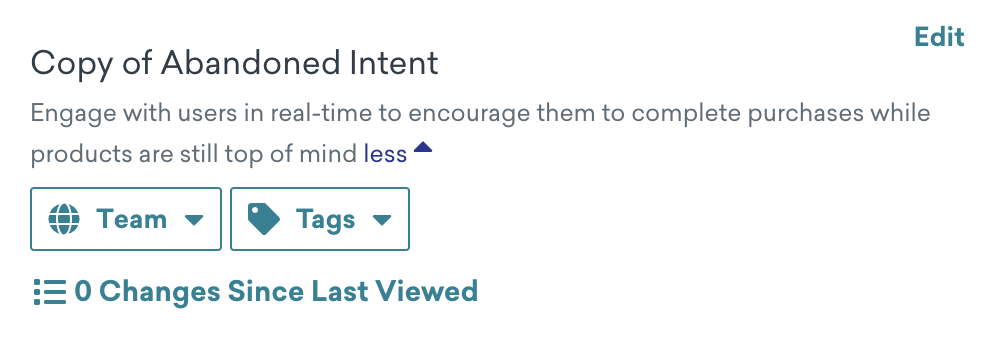 Edit
Copy of Abandoned Intent
Engage with users in real-time to encourage them to complete purchases while
products are still top of mind less
Team Tags
0 Changes Since Last Viewed